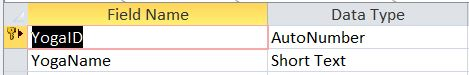 Field Name Data Type
YogaID AutoNumber
YogaName Short Text